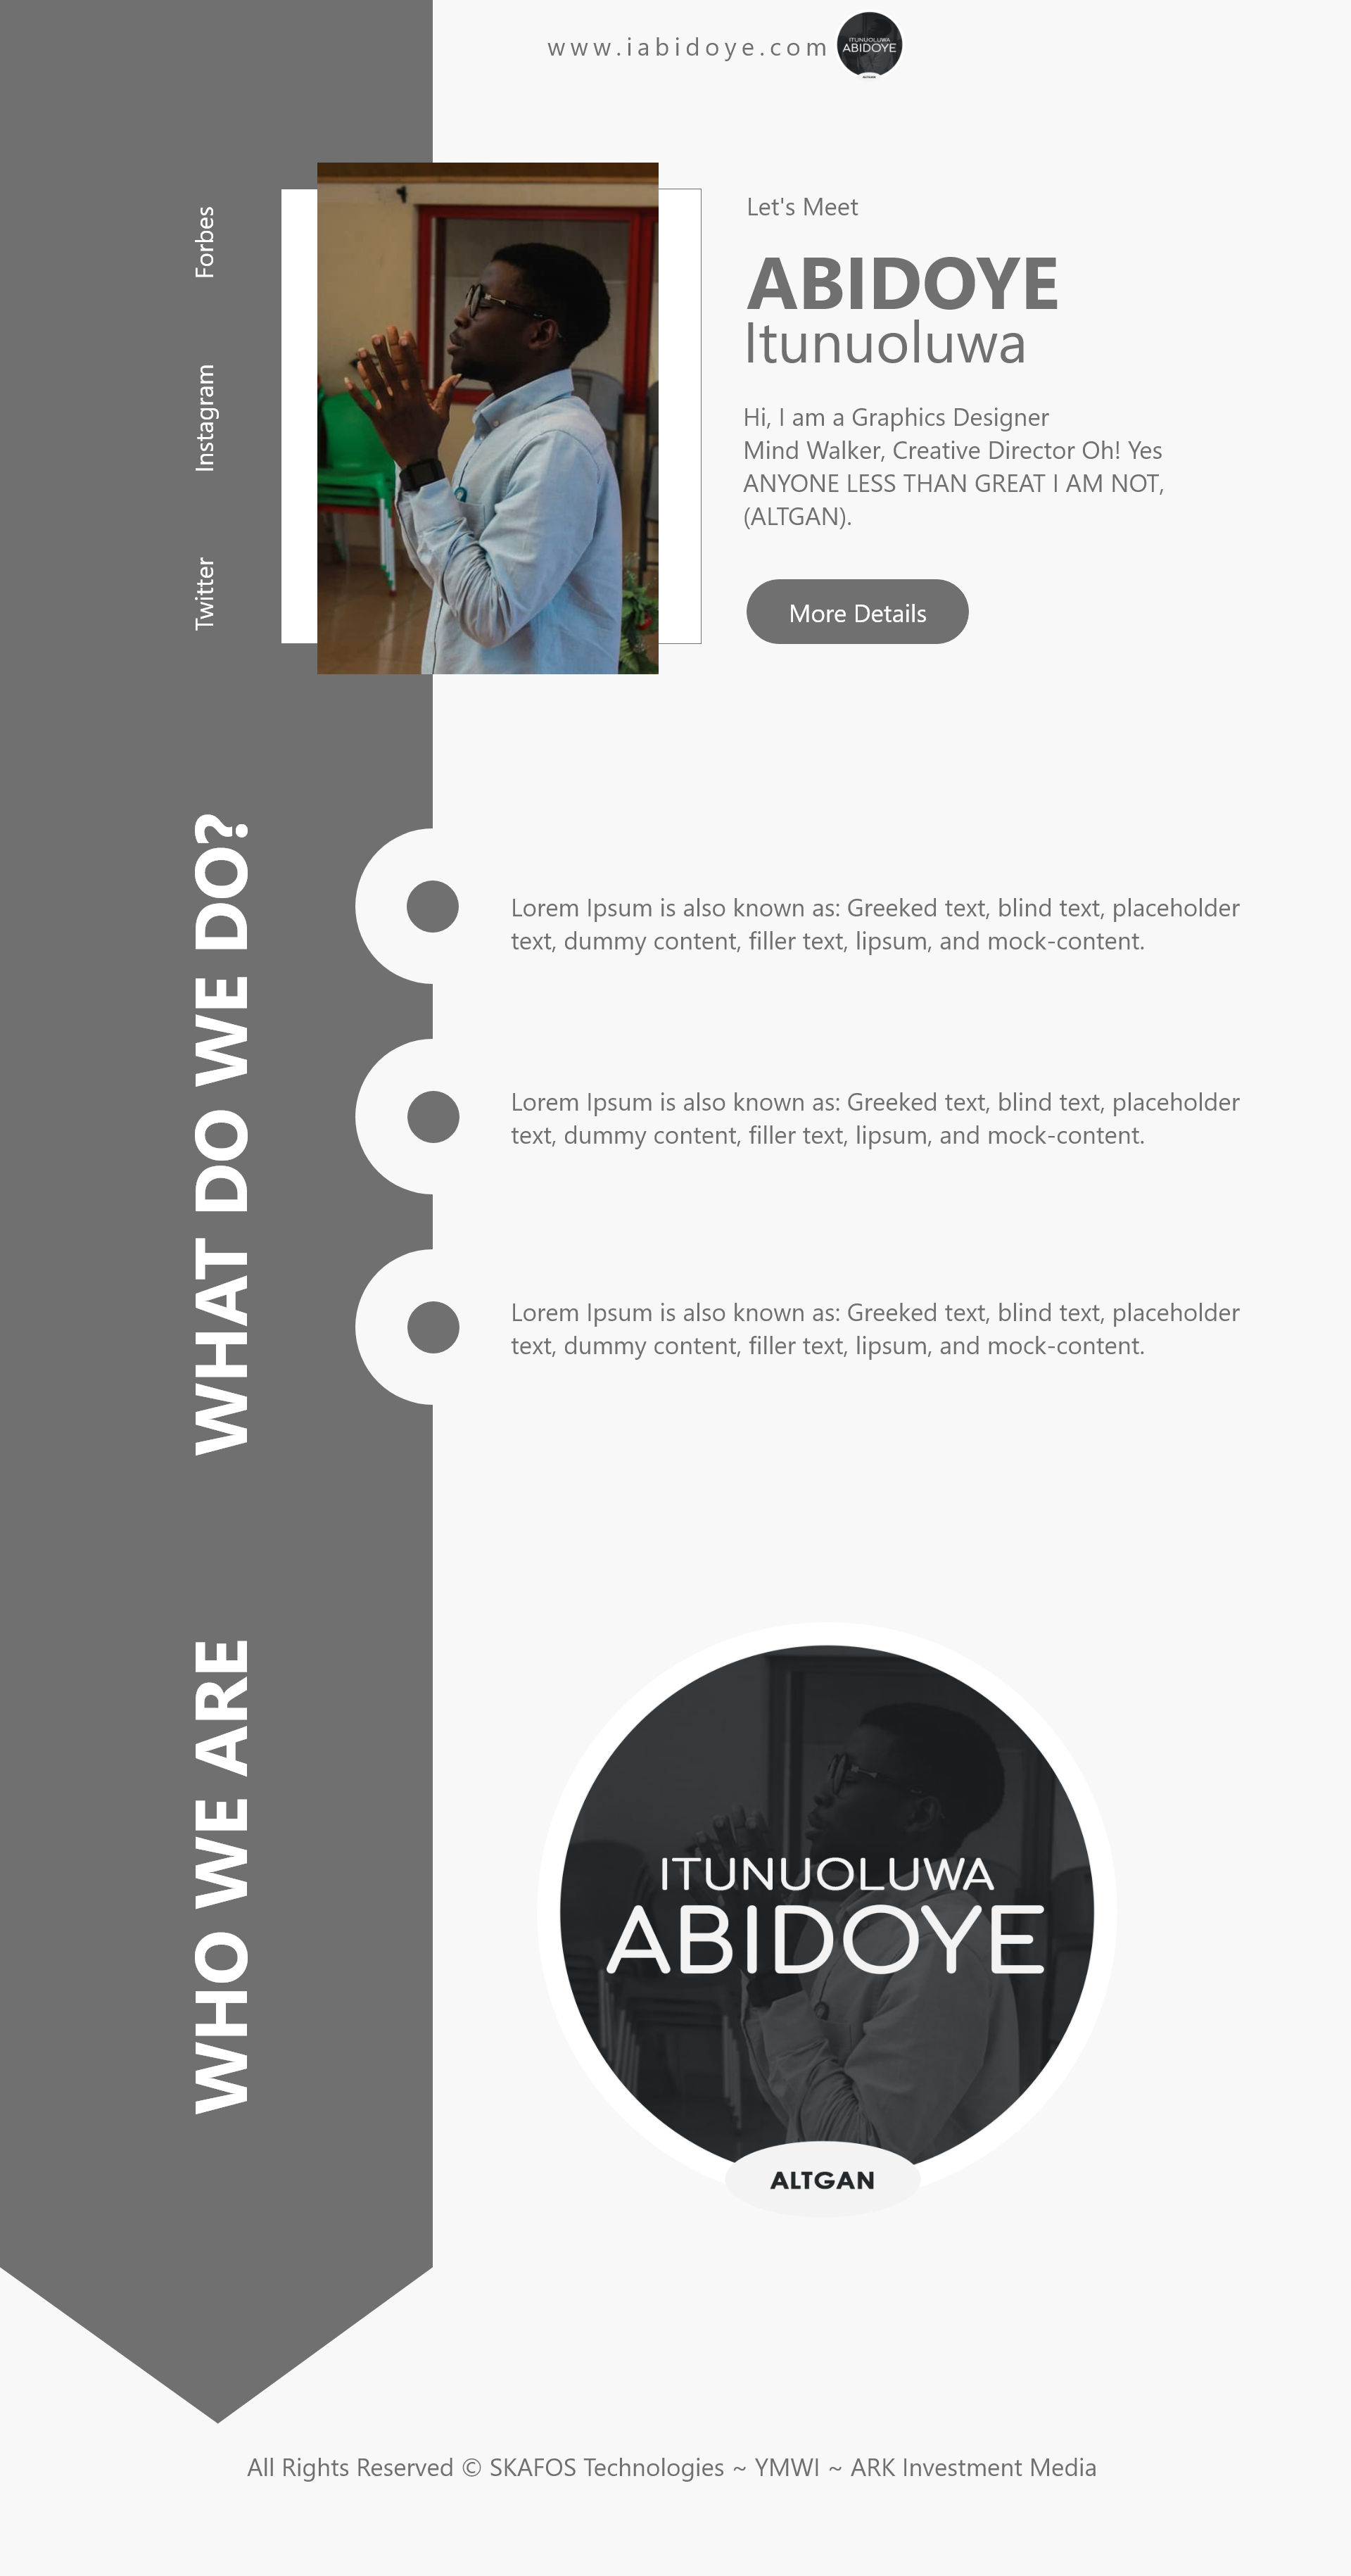 www.iabidoye.com
ITUNUOLUWA
ABIDOYE
ALTGAN
Forbes
Instagram
Twitter
Let's Meet
ABIDOYE
Itunuoluwa
Hi, I am a Graphics Designer
Mind Walker, Creative Director Oh! Yes
ANYONE LESS THAN GREAT I AM NOT,
(ALTGAN).
More Details
WHAT DO WE DO?
Lorem Ipsum is also known as: Greeked text, blind text, placeholder
text, dummy content, filler text, lipsum, and mock-content.
Lorem Ipsum is also known as: Greeked text, blind text, placeholder
text, dummy content, filler text, lipsum, and mock-content.
Lorem Ipsum is also known as: Greeked text, blind text, placeholder
text, dummy content, filler text, lipsum, and mock-content.
WHO WE ARE
ITUNUOLUWA
ABIDOYE
ALTGAN
All Rights Reserved © SKAFOS Technologies ~ YMWI ~ ARK Investment Media